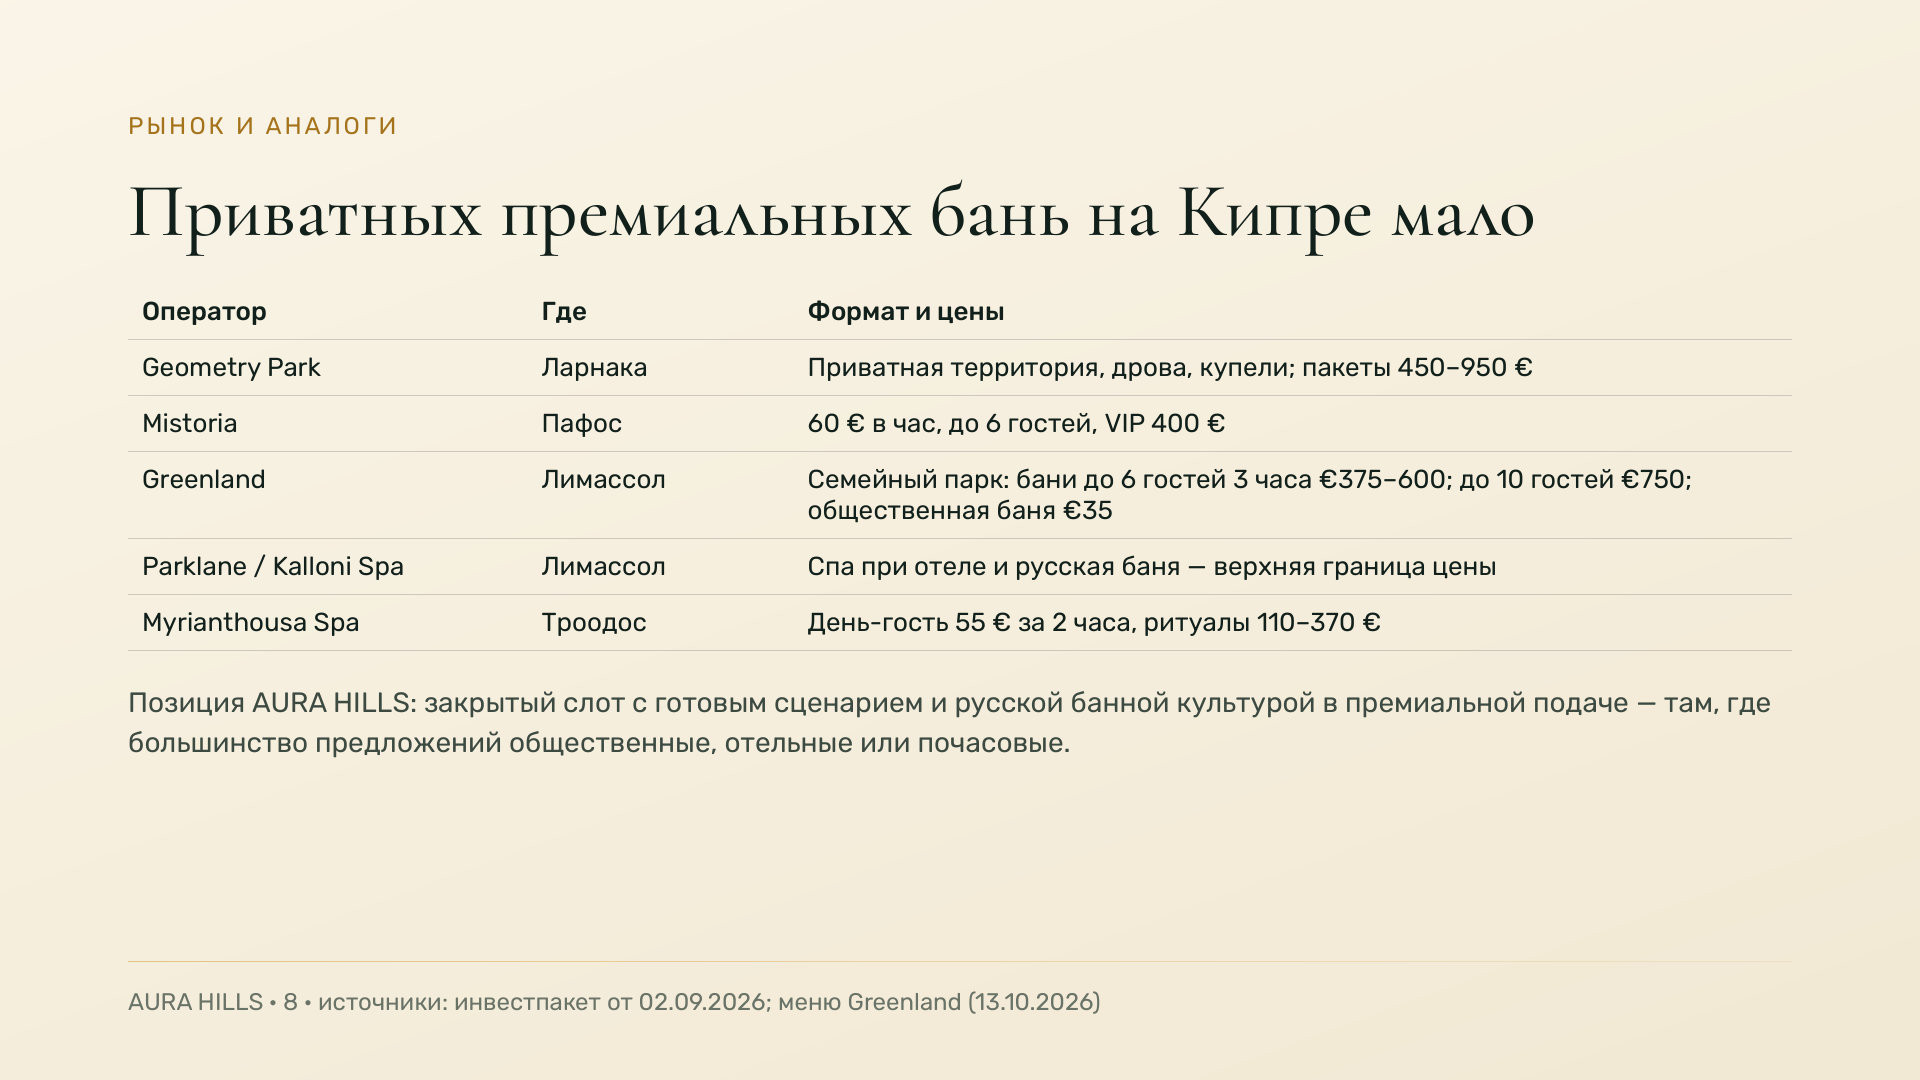 РЫНОК И АНАЛОГИ
Приватных премиальных бань на Кипре мало
Оператор Где Формат и цены
Geometry Park Ларнака Приватная территория, дрова, купели; пакеты 450–950 €
Mistoria Пафос 60 € в час, до 6 гостей, VIP 400 €
Greenland Лимассол Семейный парк: бани до 6 гостей 3 часа €375–600; до 10 гостей €750;
общественная баня €35
Parklane / Kalloni Spa Лимассол Спа при отеле и русская баня — верхняя граница цены
Myrianthousa Spa Троодос День-гость 55 € за 2 часа, ритуалы 110–370 €
Позиция AURA HILLS: закрытый слот с готовым сценарием и русской банной культурой в премиальной подаче — там, где
большинство предложений общественные, отельные или почасовые.
AURA HILLS • 8 • источники: инвестпакет от 02.09.2026; меню Greenland (13.10.2026)